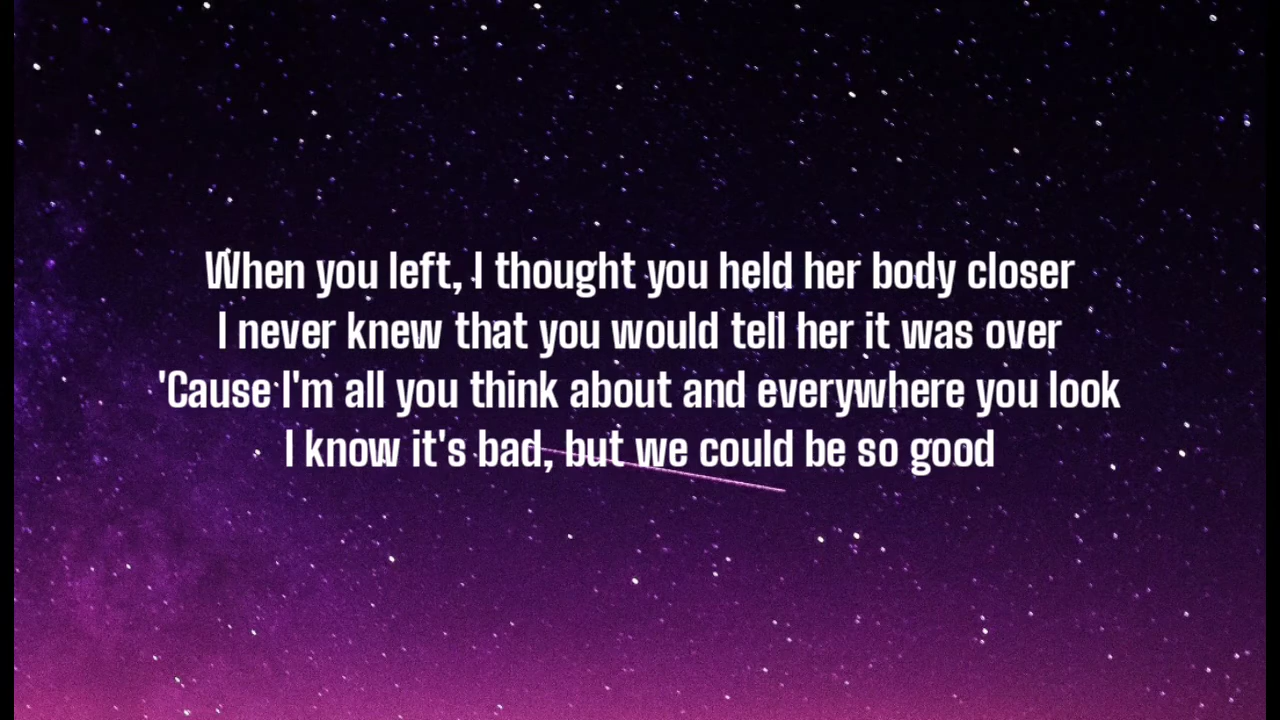 When you left, I thought you held her body closer
I never knew that you would tell her it was over
'Cause I'm all you think about and everywhere you look
I know it's bad, but we could be so good